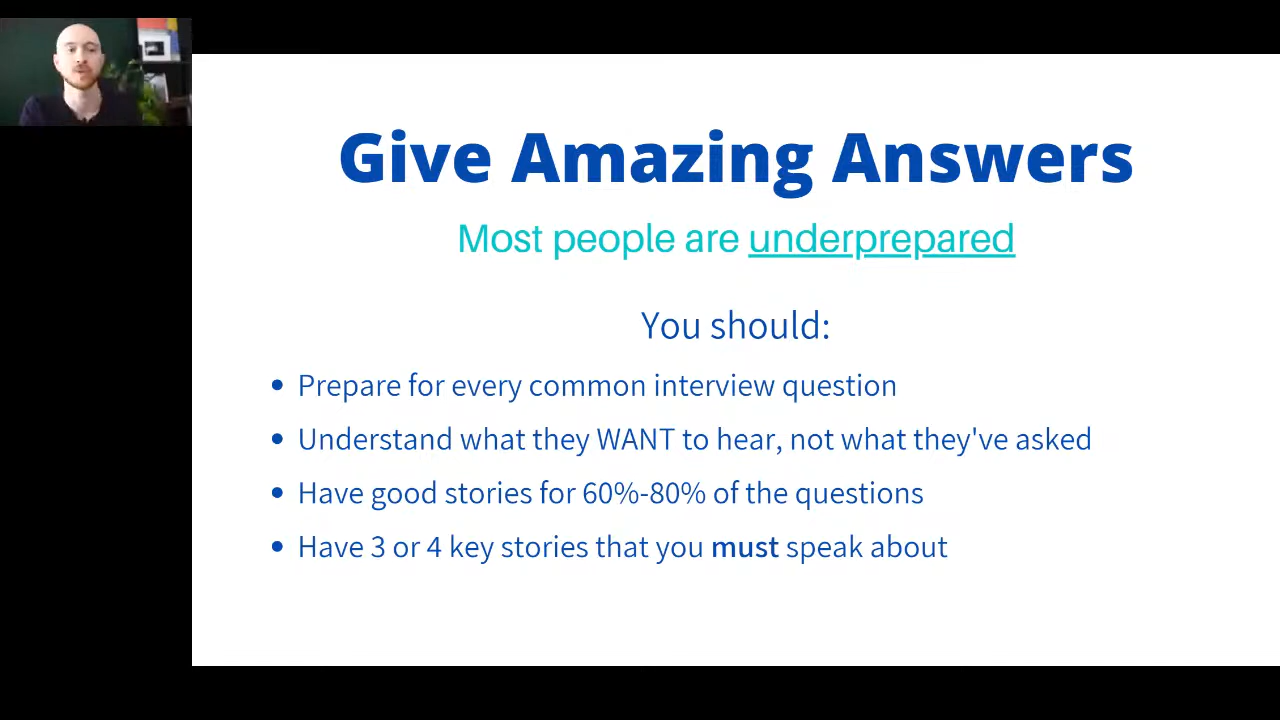 Give Amazing Answers
Most people are underprepared
You should:
Prepare for every common interview question
Understand what they WANT to hear, not what they've asked
Have good stories for 60%-80% of the questions
Have 3 or 4 key stories that you must speak about